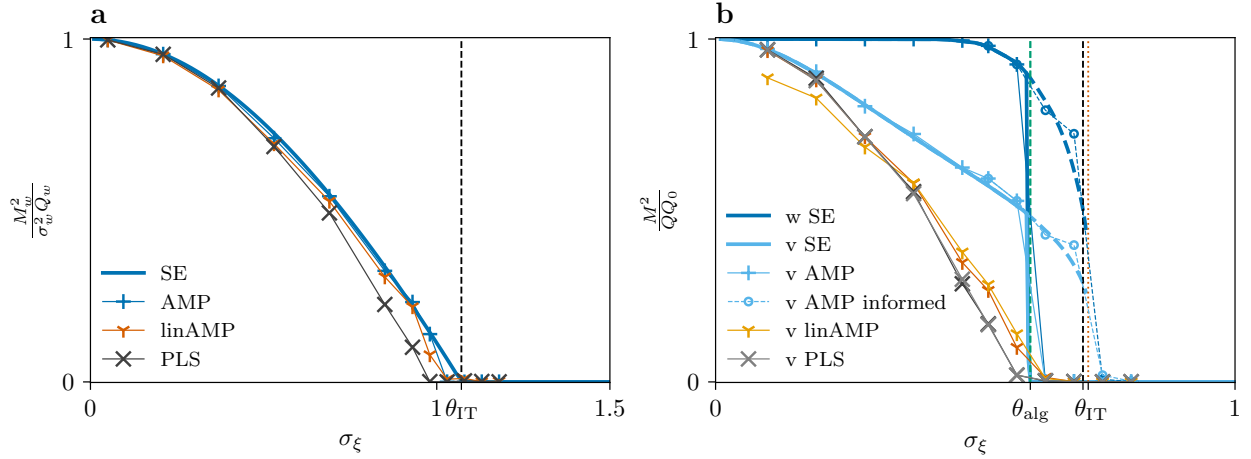 a
1
M_w^2 / σ_w^2 Q_w
SE
AMP
linAMP
PLS
0
0 1 θ_IT 1.5
σ_ξ
b
1
M^2 / QQ_0
w SE
v SE
v AMP
v AMP informed
v linAMP
v PLS
0
0 θ_alg θ_IT 1
σ_ξ